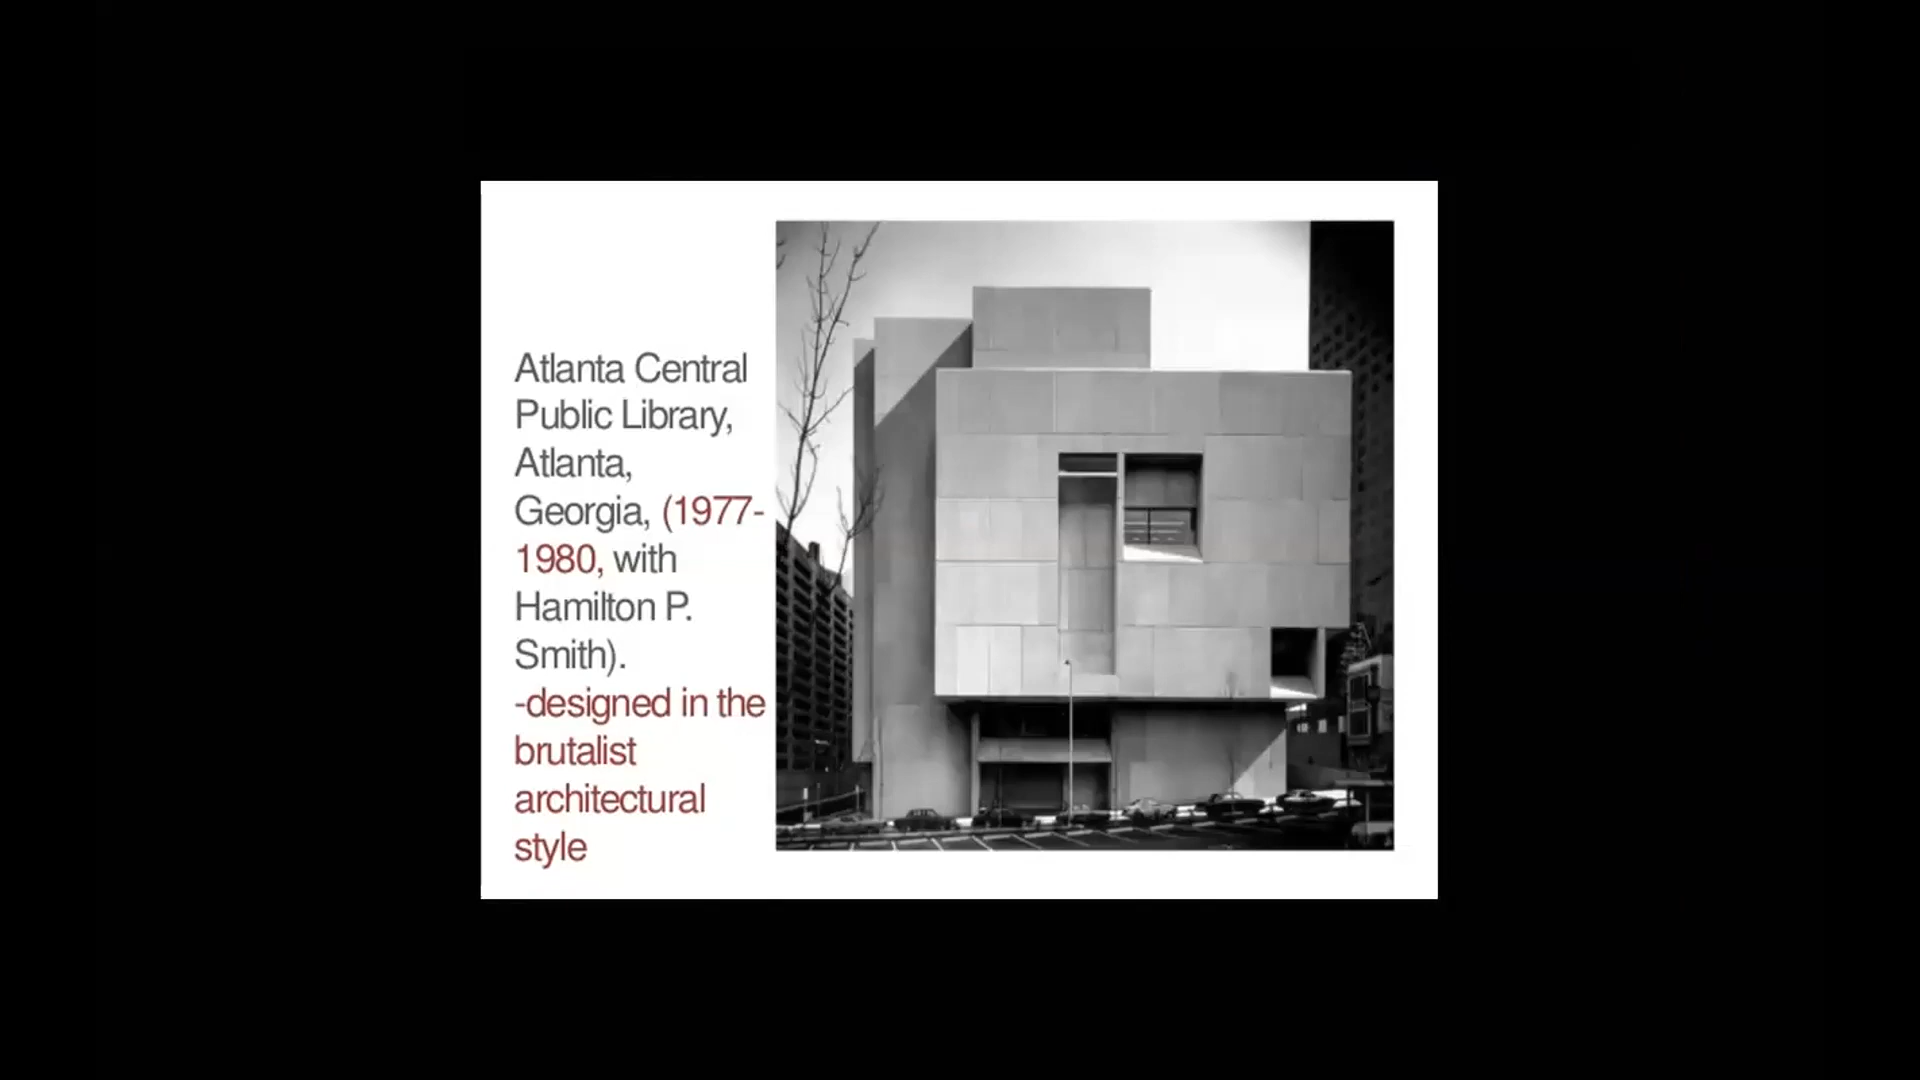 Atlanta Central
Public Library,
Atlanta,
Georgia, (1977-
1980, with
Hamilton P.
Smith).
-designed in the
brutalist
architectural
style